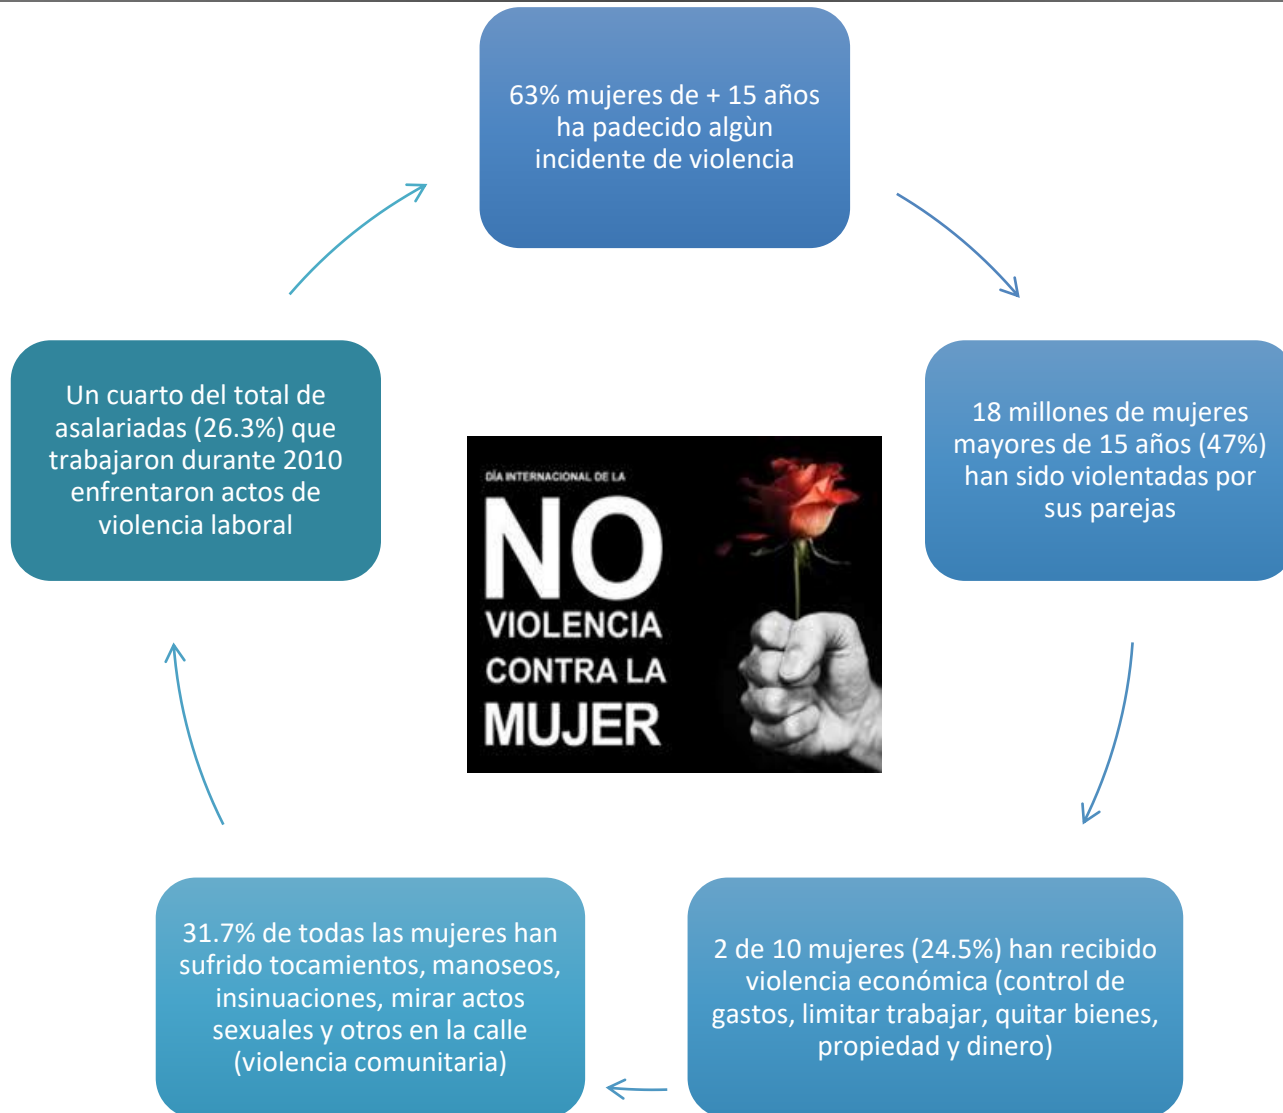 63% mujeres de + 15 años
ha padecido algùn
incidente de violencia
18 millones de mujeres
mayores de 15 años (47%)
han sido violentadas por
sus parejas
2 de 10 mujeres (24.5%) han recibido
violencia económica (control de
gastos, limitar trabajar, quitar bienes,
propiedad y dinero)
31.7% de todas las mujeres han
sufrido tocamientos, manoseos,
insinuaciones, mirar actos
sexuales y otros en la calle
(violencia comunitaria)
Un cuarto del total de
asalariadas (26.3%) que
trabajaron durante 2010
enfrentaron actos de
violencia laboral
DÍA INTERNACIONAL DE LA
NO
VIOLENCIA
CONTRA LA
MUJER